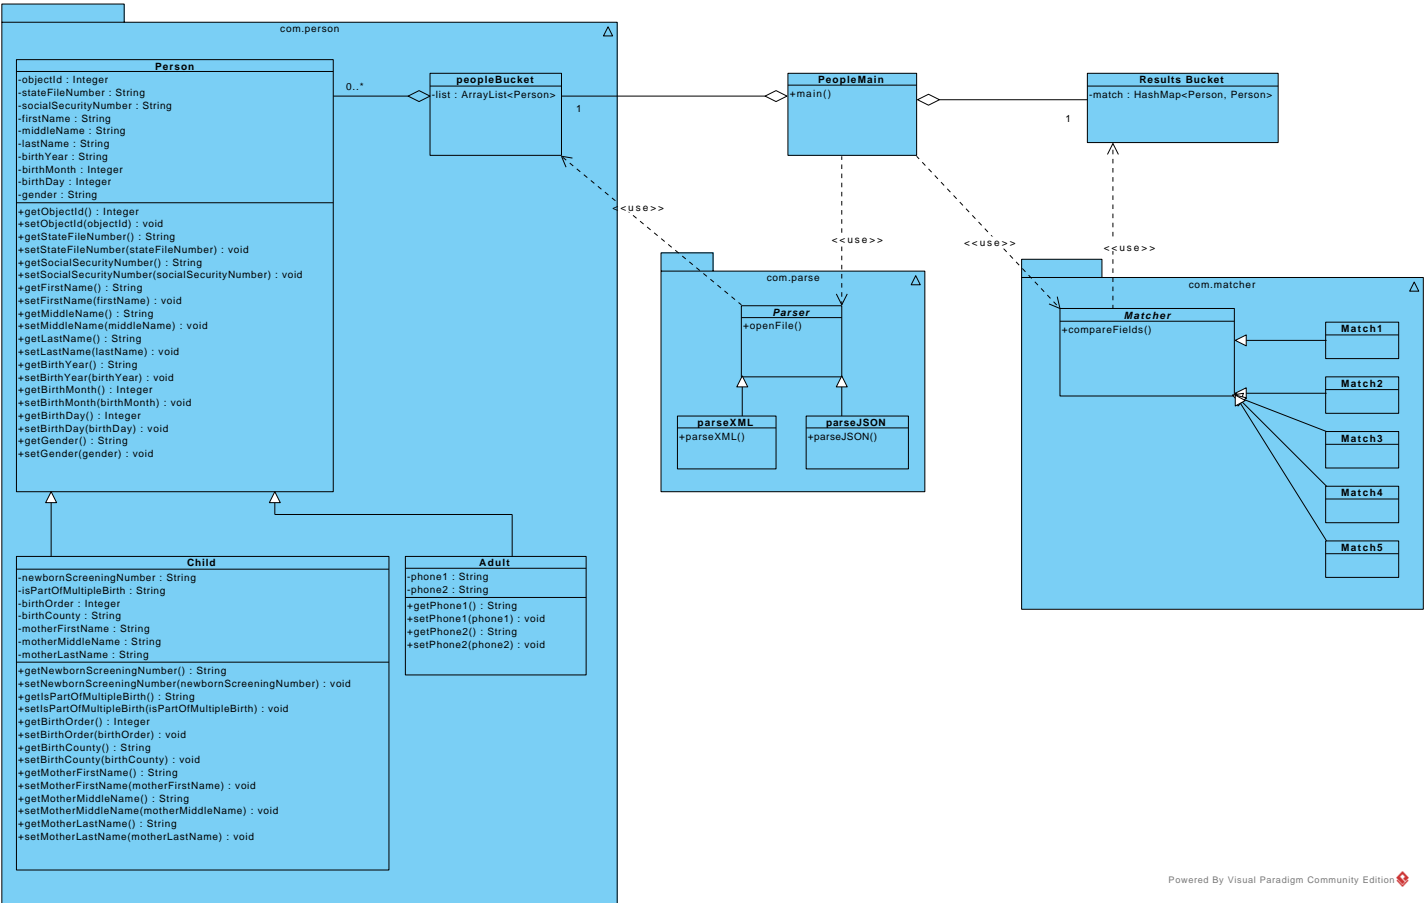 com.person
Person
-objectId : Integer
-stateFileNumber : String
-socialSecurityNumber : String
-firstName : String
-middleName : String
-lastName : String
-birthYear : String
-birthMonth : Integer
-birthDay : Integer
-gender : String
+getObjectId() : Integer
+setObjectId(objectId) : void
+getStateFileNumber() : String
+setStateFileNumber(stateFileNumber) : void
+getSocialSecurityNumber() : String
+setSocialSecurityNumber(socialSecurityNumber) : void
+getFirstName() : String
+setFirstName(firstName) : void
+getMiddleName() : String
+setMiddleName(middleName) : void
+getLastName() : String
+setLastName(lastName) : void
+getBirthYear() : String
+setBirthYear(birthYear) : void
+getBirthMonth() : Integer
+setBirthMonth(birthMonth) : void
+getBirthDay() : Integer
+setBirthDay(birthDay) : void
+getGender() : String
+setGender(gender) : void
0..*
peopleBucket
-list : ArrayList<Person>
1
PeopleMain
+main()
1
Results Bucket
-match : HashMap<Person, Person>
<<use>>
<<use>>
<<use>>
<<use>>
com.parse
Parser
+openFile()
parseXML
+parseXML()
parseJSON
+parseJSON()
com.matcher
Matcher
+compareFields()
Match1
Match2
Match3
Match4
Match5
Child
-newbornScreeningNumber : String
-isPartOfMultipleBirth : String
-birthOrder : Integer
-birthCounty : String
-motherFirstName : String
-motherMiddleName : String
-motherLastName : String
+getNewbornScreeningNumber() : String
+setNewbornScreeningNumber(newbornScreeningNumber) : void
+getIsPartOfMultipleBirth() : String
+setIsPartOfMultipleBirth(isPartOfMultipleBirth) : void
+getBirthOrder() : Integer
+setBirthOrder(birthOrder) : void
+getBirthCounty() : String
+setBirthCounty(birthCounty) : void
+getMotherFirstName() : String
+setMotherFirstName(motherFirstName) : void
+getMotherMiddleName() : String
+setMotherMiddleName(motherMiddleName) : void
+getMotherLastName() : String
+setMotherLastName(motherLastName) : void
Adult
-phone1 : String
-phone2 : String
+getPhone1() : String
+setPhone1(phone1) : void
+getPhone2() : String
+setPhone2(phone2) : void
Powered By Visual Paradigm Community Edition